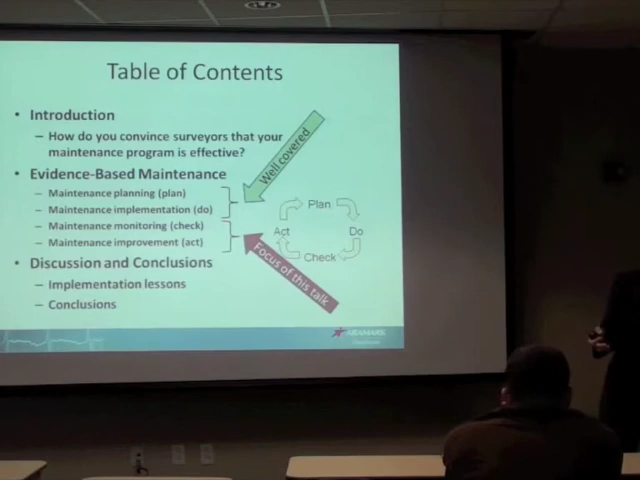 Table of Contents
• Introduction
– How do you convince surveyors that your
maintenance program is effective?
• Evidence-Based Maintenance
– Maintenance planning (plan)
– Maintenance implementation (do)
– Maintenance monitoring (check)
– Maintenance improvement (act)
• Discussion and Conclusions
– Implementation lessons
– Conclusions
Well covered
Plan
Act
Do
Check
Focus of this talk
ARAMARK